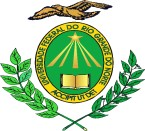 UNIVERSIDADE FEDERAL DO RIO GRANDE DO NORTE
ACCIPIT UT DET